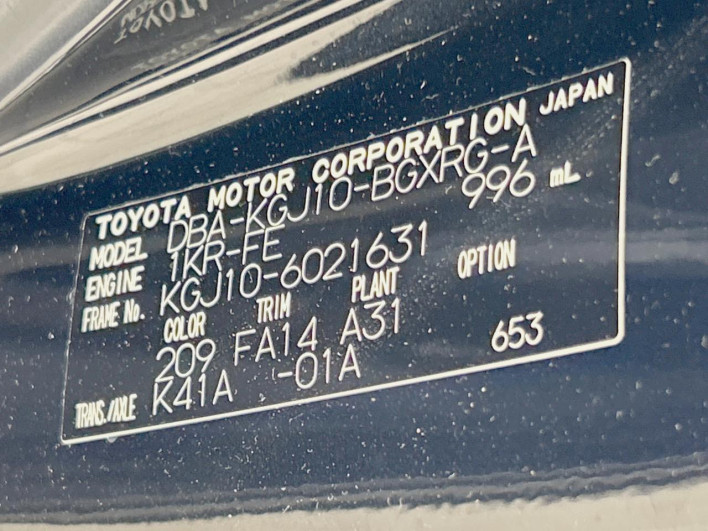 TOYOTA MOTOR CORPORATION JAPAN
MODEL DBA-KGJ10-BGXRG-A
ENGINE 1KR-FE 996 mL
FRAME No. KGJ10-6021631
COLOR TRIM PLANT OPTION
209 FA14 A31
TRANS./AXLE K41A -01A 653